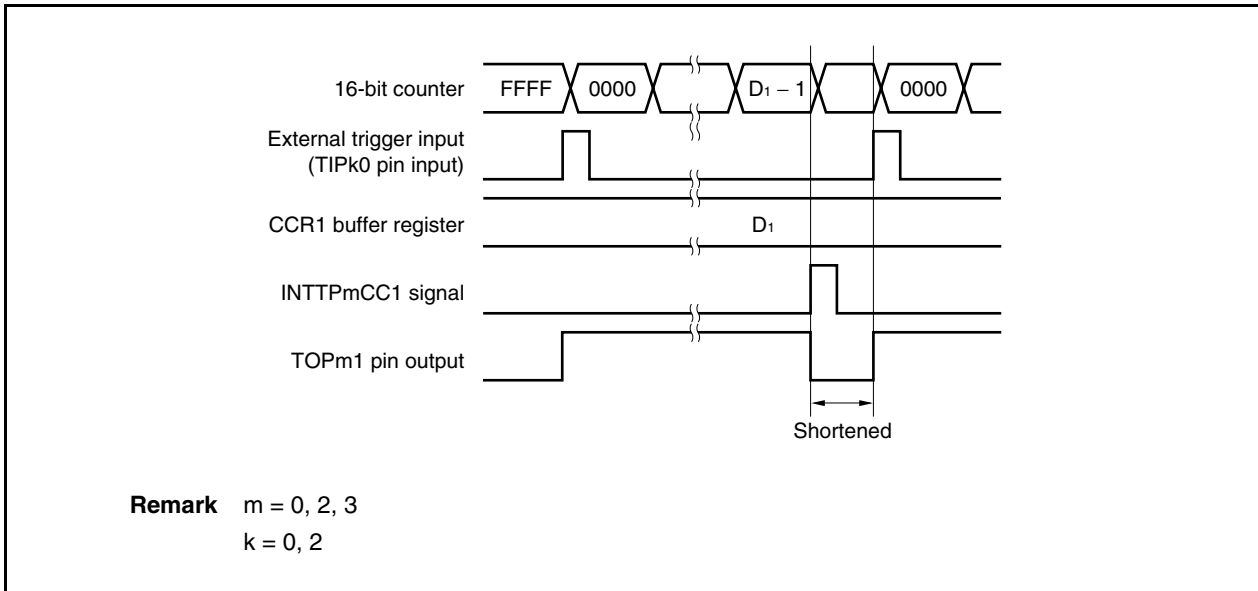 16-bit counter FFFF 0000 D₁ − 1 0000
External trigger input
(TIPk0 pin input)
CCR1 buffer register D₁
INTTPmCC1 signal
TOPm1 pin output
Shortened
Remark m = 0, 2, 3
k = 0, 2